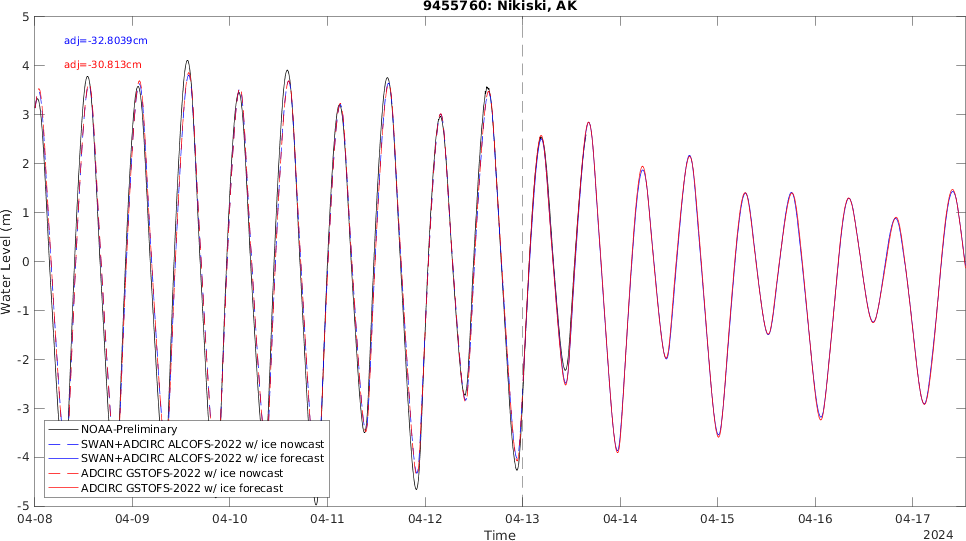 9455760: Nikiski, AK
adj=-32.8039cm
adj=-30.813cm
5
4
3
2
1
0
-1
-2
-3
-4
-5
Water Level (m)
NOAA-Preliminary
SWAN+ADCIRC ALCOFS-2022 w/ ice nowcast
SWAN+ADCIRC ALCOFS-2022 w/ ice forecast
ADCIRC GSTOFS-2022 w/ ice nowcast
ADCIRC GSTOFS-2022 w/ ice forecast
04-08 04-09 04-10 04-11 04-12 04-13 04-14 04-15 04-16 04-17
Time
2024